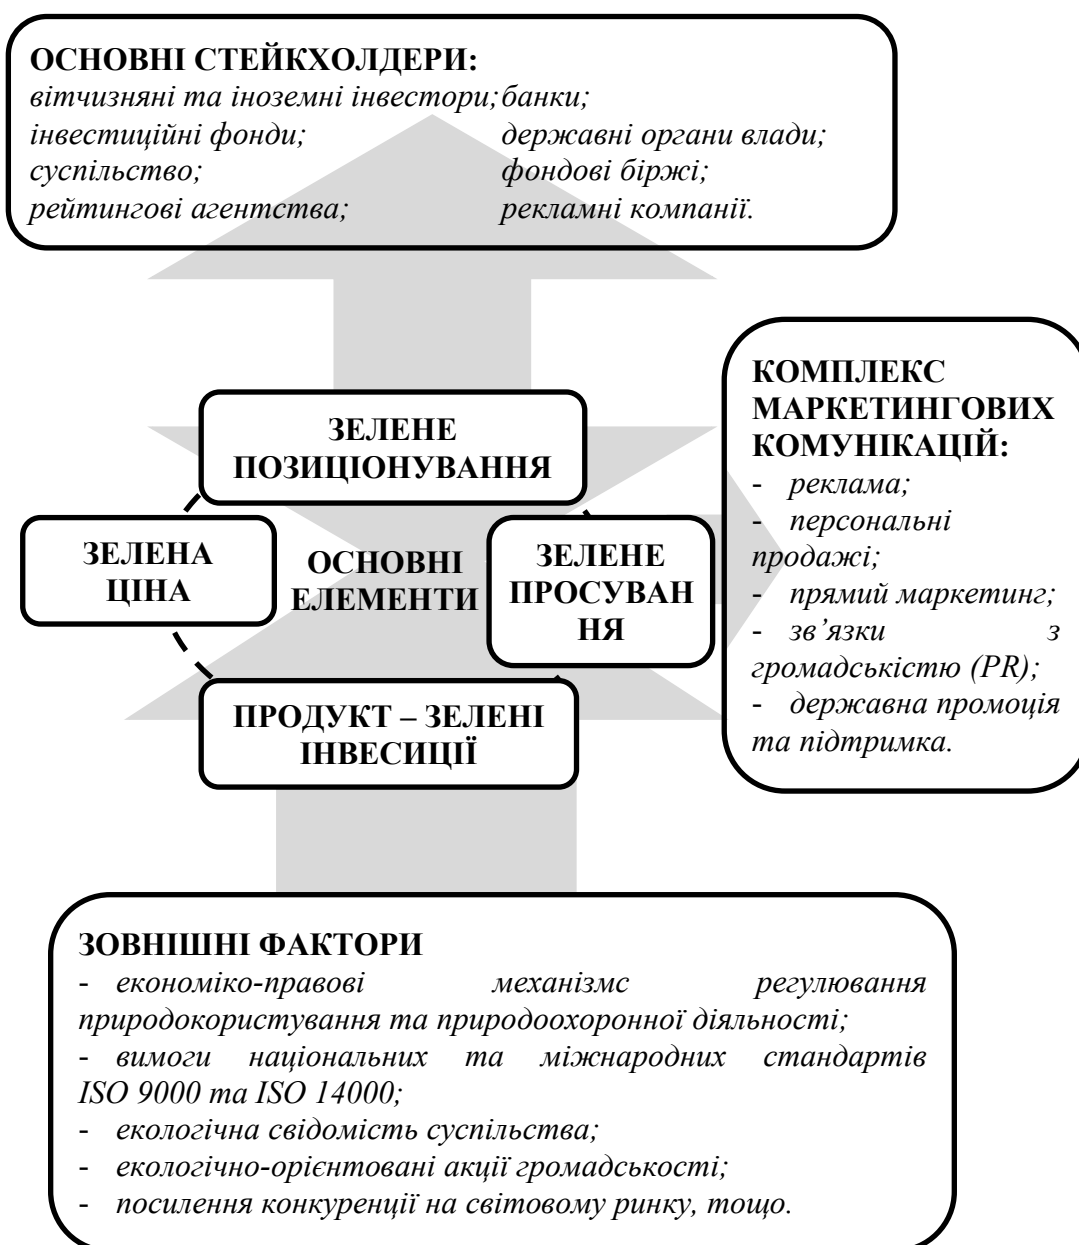 ОСНОВНІ СТЕЙКХОЛДЕРИ:
вітчизняні та іноземні інвестори; банки;
інвестиційні фонди; державні органи влади;
суспільство; фондові біржі;
рейтингові агентства; рекламні компанії.
КОМПЛЕКС
МАРКЕТИНГОВИХ
КОМУНІКАЦІЙ:
- реклама;
- персональні
продажі;
- прямий маркетинг;
- зв’язки з
громадськістю (PR);
- державна промоція
та підтримка.
ЗЕЛЕНЕ
ПОЗИЦІОНУВАННЯ
ЗЕЛЕНА
ЦІНА
ОСНОВНІ
ЕЛЕМЕНТИ
ЗЕЛЕНЕ
ПРОСУВАН
НЯ
ПРОДУКТ – ЗЕЛЕНІ
ІНВЕСИЦІЇ
ЗОВНІШНІ ФАКТОРИ
- економіко-правові механізмс регулювання
природокористування та природоохоронної діяльності;
- вимоги національних та міжнародних стандартів
ISO 9000 та ISO 14000;
- екологічна свідомість суспільства;
- екологічно-орієнтовані акції громадськості;
- посилення конкуренції на світовому ринку, тощо.